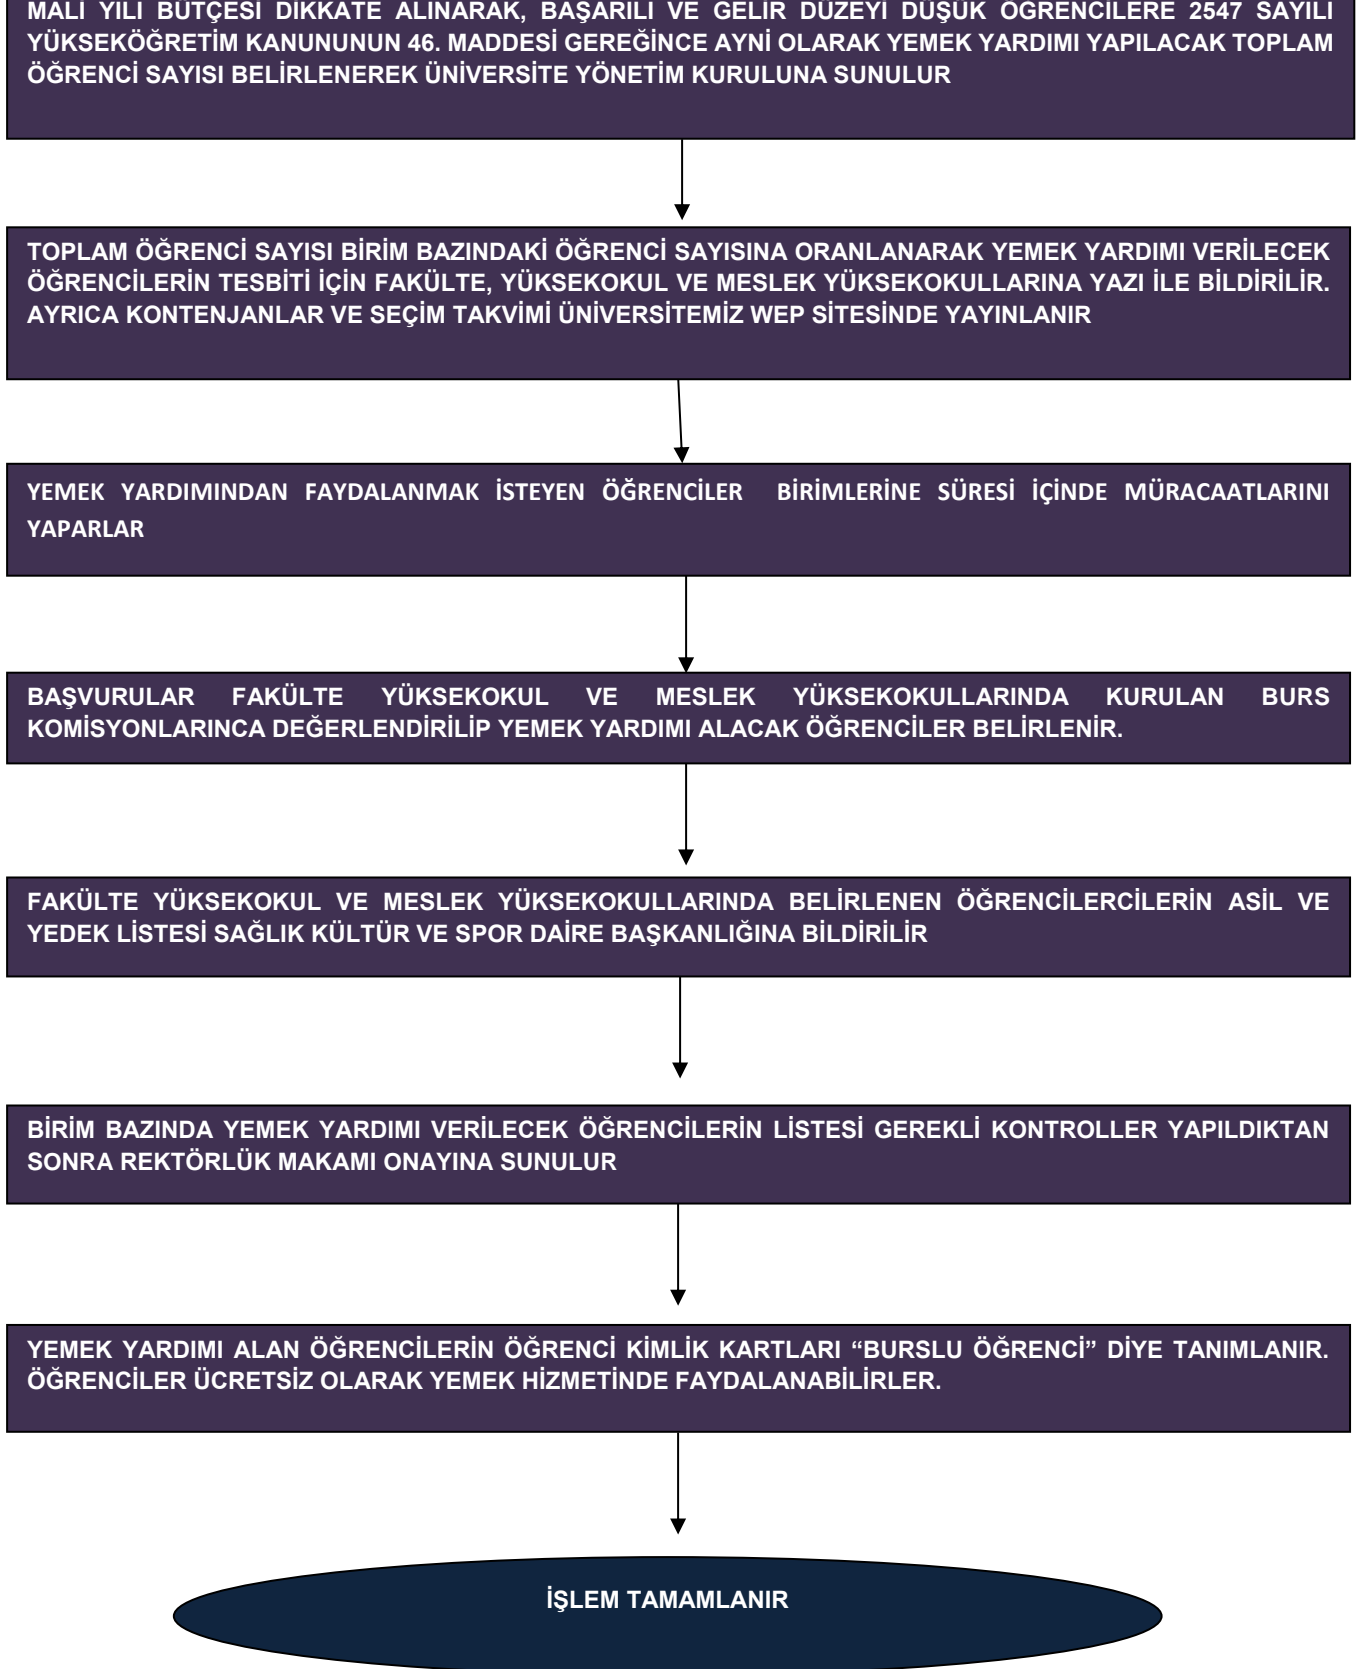 MALİ YILI BÜTÇESİ DİKKATE ALINARAK, BAŞARILI VE GELİR DÜZEYİ DÜŞÜK ÖĞRENCİLERE 2547 SAYILI
YÜKSEKÖĞRETİM KANUNUNUN 46. MADDESİ GEREĞİNCE AYNİ OLARAK YEMEK YARDIMI YAPILACAK TOPLAM
ÖĞRENCİ SAYISI BELİRLENEREK ÜNİVERSİTE YÖNETİM KURULUNA SUNULUR
TOPLAM ÖĞRENCİ SAYISI BİRİM BAZINDAKİ ÖĞRENCİ SAYISINA ORANLANARAK YEMEK YARDIMI VERİLECEK
ÖĞRENCİLERİN TESBİTİ İÇİN FAKÜLTE, YÜKSEKOKUL VE MESLEK YÜKSEKOKULLARINA YAZI İLE BİLDİRİLİR.
AYRICA KONTENJANLAR VE SEÇİM TAKVİMİ ÜNİVERSİTEMİZ WEP SİTESİNDE YAYINLANIR
YEMEK YARDIMINDAN FAYDALANMAK İSTEYEN ÖĞRENCİLER BİRİMLERİNE SÜRESİ İÇİNDE MÜRACAATLARINI
YAPARLAR
BAŞVURULAR FAKÜLTE YÜKSEKOKUL VE MESLEK YÜKSEKOKULLARINDA KURULAN BURS
KOMİSYONLARINCA DEĞERLENDİRİLİP YEMEK YARDIMI ALACAK ÖĞRENCİLER BELİRLENİR.
FAKÜLTE YÜKSEKOKUL VE MESLEK YÜKSEKOKULLARINDA BELİRLENEN ÖĞRENCİLERCİLERİN ASİL VE
YEDEK LİSTESİ SAĞLIK KÜLTÜR VE SPOR DAİRE BAŞKANLIĞINA BİLDİRİLİR
BİRİM BAZINDA YEMEK YARDIMI VERİLECEK ÖĞRENCİLERİN LİSTESİ GEREKLİ KONTROLLER YAPILDIKTAN
SONRA REKTÖRLÜK MAKAMI ONAYINA SUNULUR
YEMEK YARDIMI ALAN ÖĞRENCİLERİN ÖĞRENCİ KİMLİK KARTLARI “BURSLU ÖĞRENCİ” DİYE TANIMLANIR.
ÖĞRENCİLER ÜCRETSİZ OLARAK YEMEK HİZMETİNDE FAYDALANABİLİRLER.
İŞLEM TAMAMLANIR